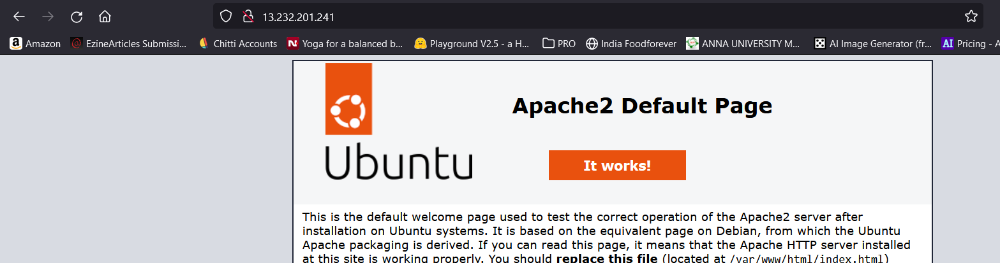 13.232.201.241
Amazon EzineArticles Submissi... Chitti Accounts Yoga for a balanced b... Playground V2.5 - a H... PRO India Foodforever ANNA UNIVERSITY M... AI Image Generator (fr... AI Pricing - A
Apache2 Default Page
Ubuntu
It works!
This is the default welcome page used to test the correct operation of the Apache2 server after
installation on Ubuntu systems. It is based on the equivalent page on Debian, from which the Ubuntu
Apache packaging is derived. If you can read this page, it means that the Apache HTTP server installed
at this site is working properly. You should replace this file (located at /var/www/html/index.html)